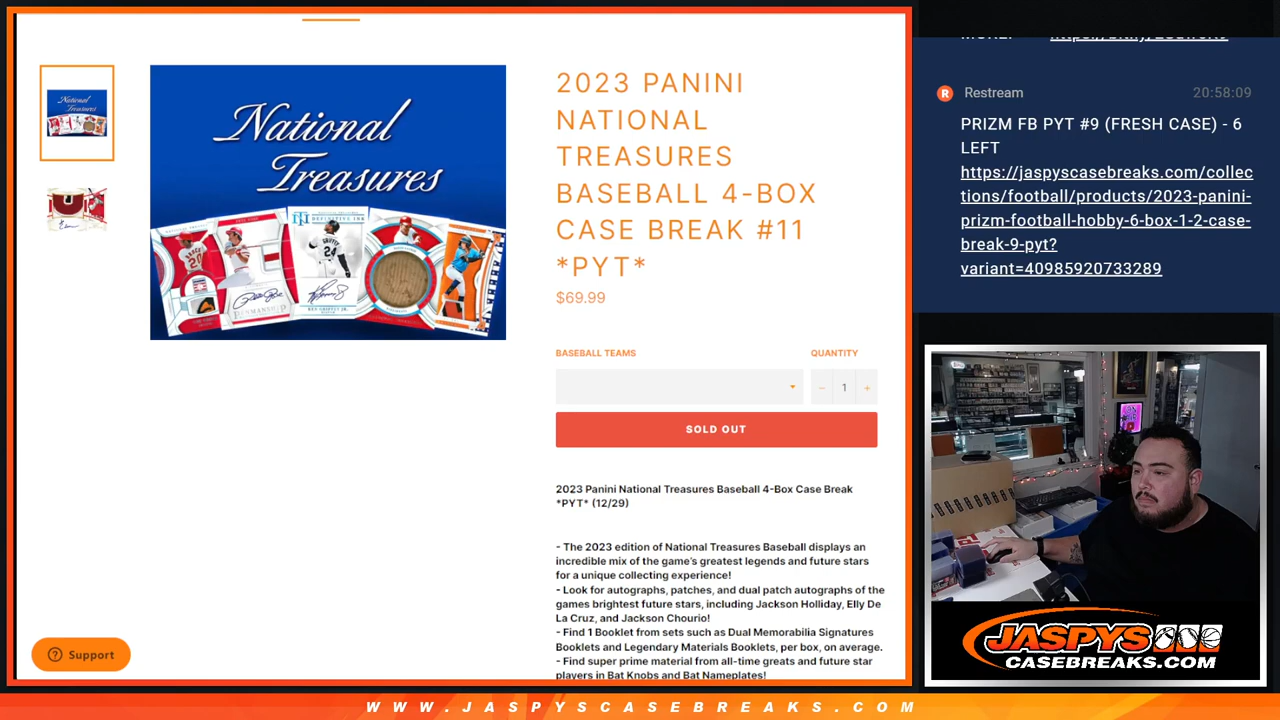 National
Treasures
2023 PANINI
NATIONAL
TREASURES
BASEBALL 4-BOX
CASE BREAK #11
*PYT*
$69.99
BASEBALL TEAMS
QUANTITY
1
SOLD OUT
2023 Panini National Treasures Baseball 4-Box Case Break
*PYT* (12/29)
- The 2023 edition of National Treasures Baseball displays an
incredible mix of the game's greatest legends and future stars
for a unique collecting experience!
- Look for autographs, patches, and dual patch autographs of the
games brightest future stars, including Jackson Holliday, Elly De
La Cruz, and Jackson Chourio!
- Find 1 Booklet from sets such as Dual Memorabilia Signatures
Booklets and Legendary Materials Booklets, per box, on average.
- Find super prime material from all-time greats and future star
players in Bat Knobs and Bat Nameplates!
Support
Restream
20:58:09
PRIZM FB PYT #9 (FRESH CASE) - 6
LEFT
https://jaspyscasebreaks.com/collec
tions/football/products/2023-panini-
prizm-football-hobby-6-box-1-2-case-
break-9-pyt?
variant=40985920733289
JASPYS
CASEBREAKS.COM
WWW.JASPYSCASEBREAKS.COM